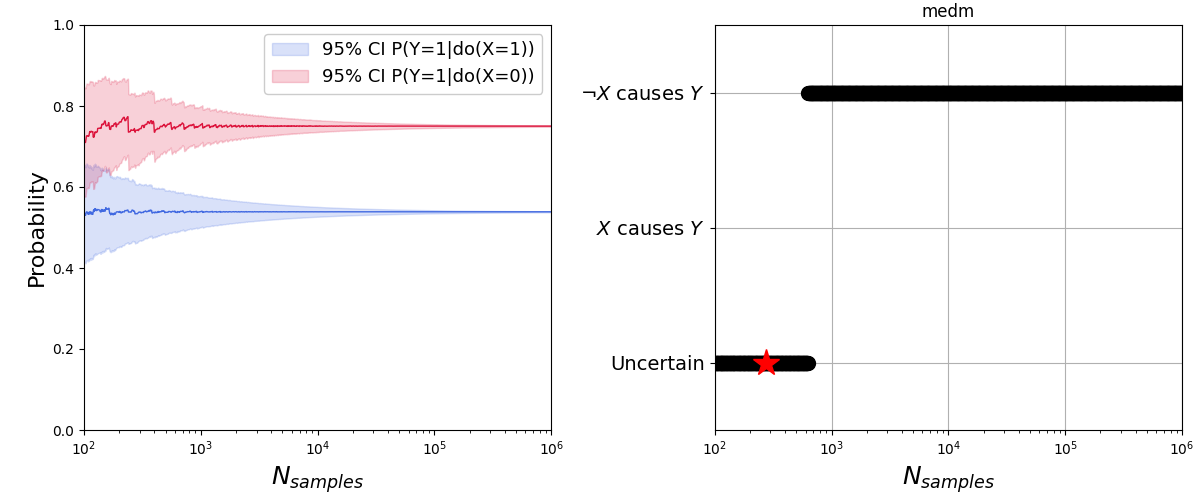 95% CI P(Y=1|do(X=1))
95% CI P(Y=1|do(X=0))
Probability
1.0
0.8
0.6
0.4
0.2
0.0
10²
10³
10⁴
10⁵
10⁶
N_samples
medm
¬X causes Y
X causes Y
Uncertain
10²
10³
10⁴
10⁵
10⁶
N_samples